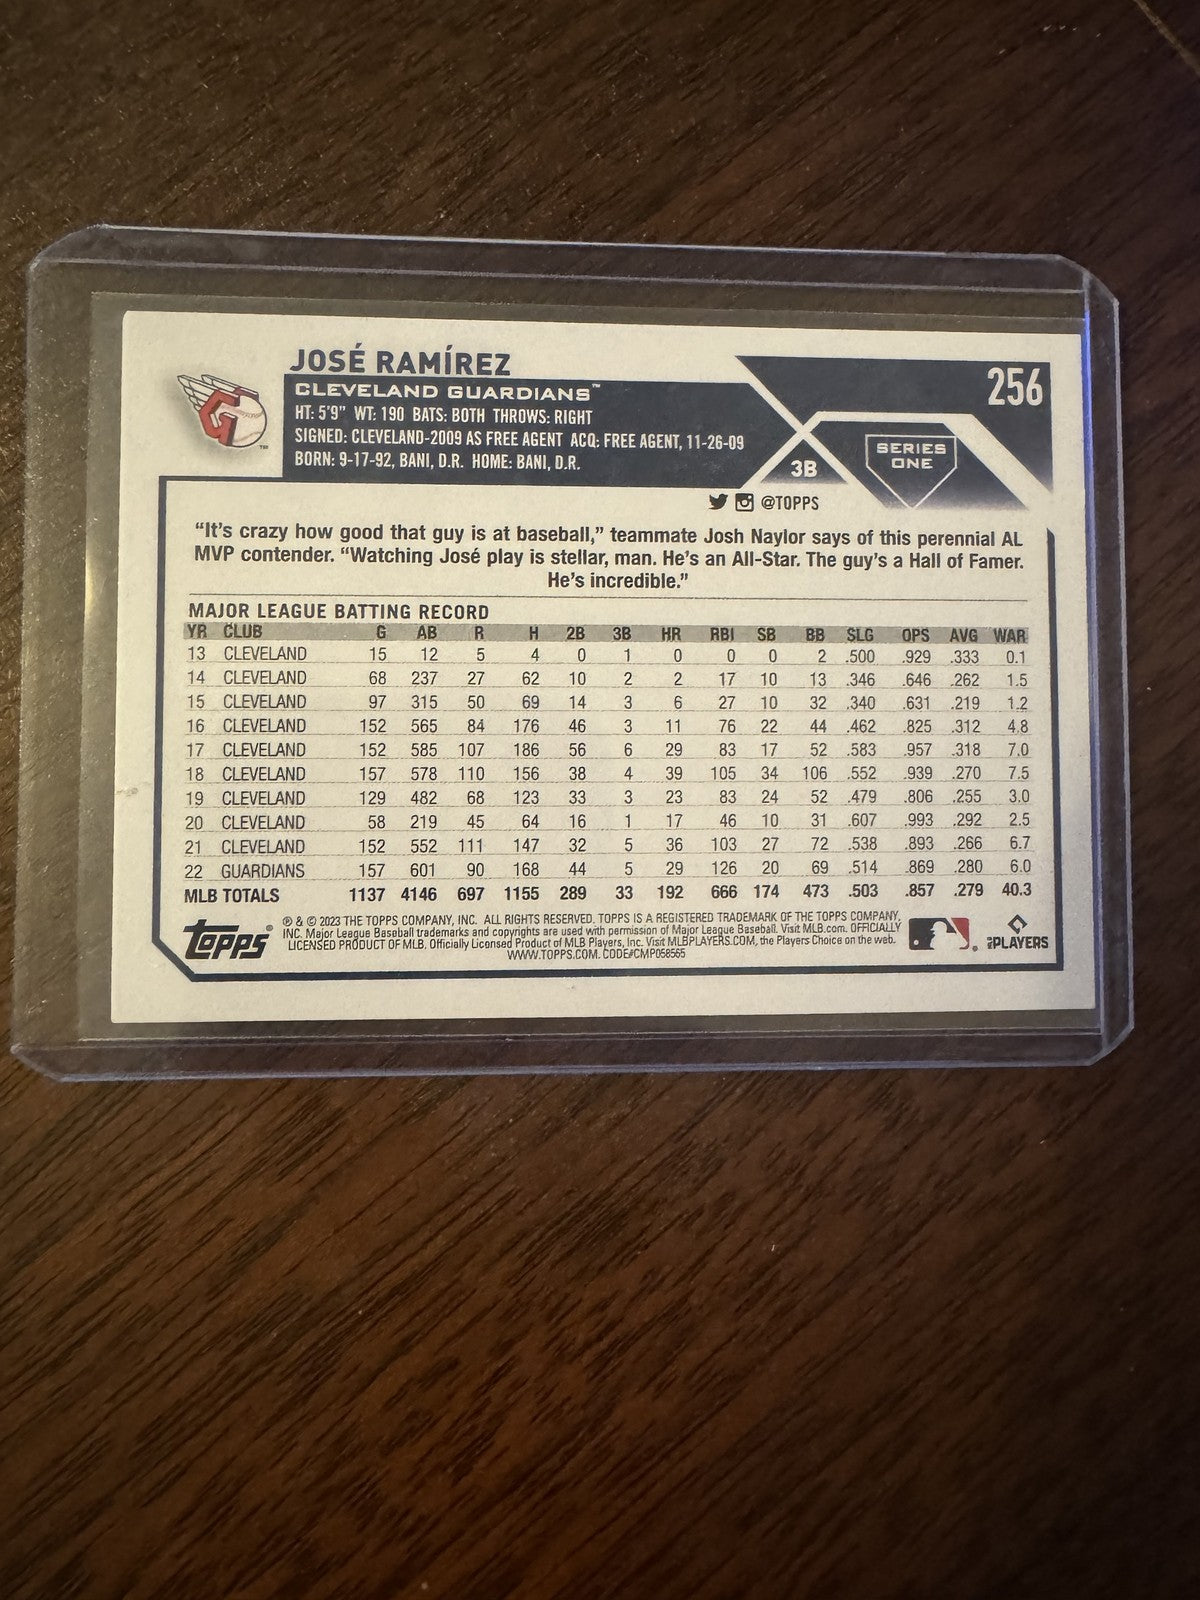 JOSÉ RAMÍREZ
256
CLEVELAND GUARDIANS™
HT: 5'9" WT: 190 BATS: BOTH THROWS: RIGHT
SIGNED: CLEVELAND-2009 AS FREE AGENT ACQ: FREE AGENT, 11-26-09
BORN: 9-17-92, BANI, D.R. HOME: BANI, D.R.
3B
SERIES
ONE
@TOPPS
"It's crazy how good that guy is at baseball," teammate Josh Naylor says of this perennial AL
MVP contender. "Watching José play is stellar, man. He's an All-Star. The guy's a Hall of Famer.
He's incredible."
MAJOR LEAGUE BATTING RECORD
YR CLUB G AB R H 2B 3B HR RBI SB BB SLG OPS AVG WAR
13 CLEVELAND 15 12 5 4 0 1 0 0 0 2 .500 .929 .333 0.1
14 CLEVELAND 68 237 27 62 10 2 2 17 10 13 .346 .646 .262 1.5
15 CLEVELAND 97 315 50 69 14 3 6 27 10 32 .340 .631 .219 1.2
16 CLEVELAND 152 565 84 176 46 3 11 76 22 44 .462 .825 .312 4.8
17 CLEVELAND 152 585 107 186 56 6 29 83 17 52 .583 .957 .318 7.0
18 CLEVELAND 157 578 110 156 38 4 39 105 34 106 .552 .939 .270 7.5
19 CLEVELAND 129 482 68 123 33 3 23 83 24 52 .479 .806 .255 3.0
20 CLEVELAND 58 219 45 64 16 1 17 46 10 31 .607 .993 .292 2.5
21 CLEVELAND 152 552 111 147 32 5 36 103 27 72 .538 .893 .266 6.7
22 GUARDIANS 157 601 90 168 44 5 29 126 20 69 .514 .869 .280 6.0
MLB TOTALS 1137 4146 697 1155 289 33 192 666 174 473 .503 .857 .279 40.3
® & © 2023 THE TOPPS COMPANY, INC. ALL RIGHTS RESERVED. TOPPS IS A REGISTERED TRADEMARK OF THE TOPPS COMPANY,
INC. Major League Baseball trademarks and copyrights are used with permission of Major League Baseball. Visit MLB.com. OFFICIALLY
LICENSED PRODUCT OF MLB. Officially Licensed Product of MLB Players, Inc. Visit MLBPLAYERS.COM, the Players Choice on the web.
WWW.TOPPS.COM. CODE#CMP056565
topps®
PLAYERS